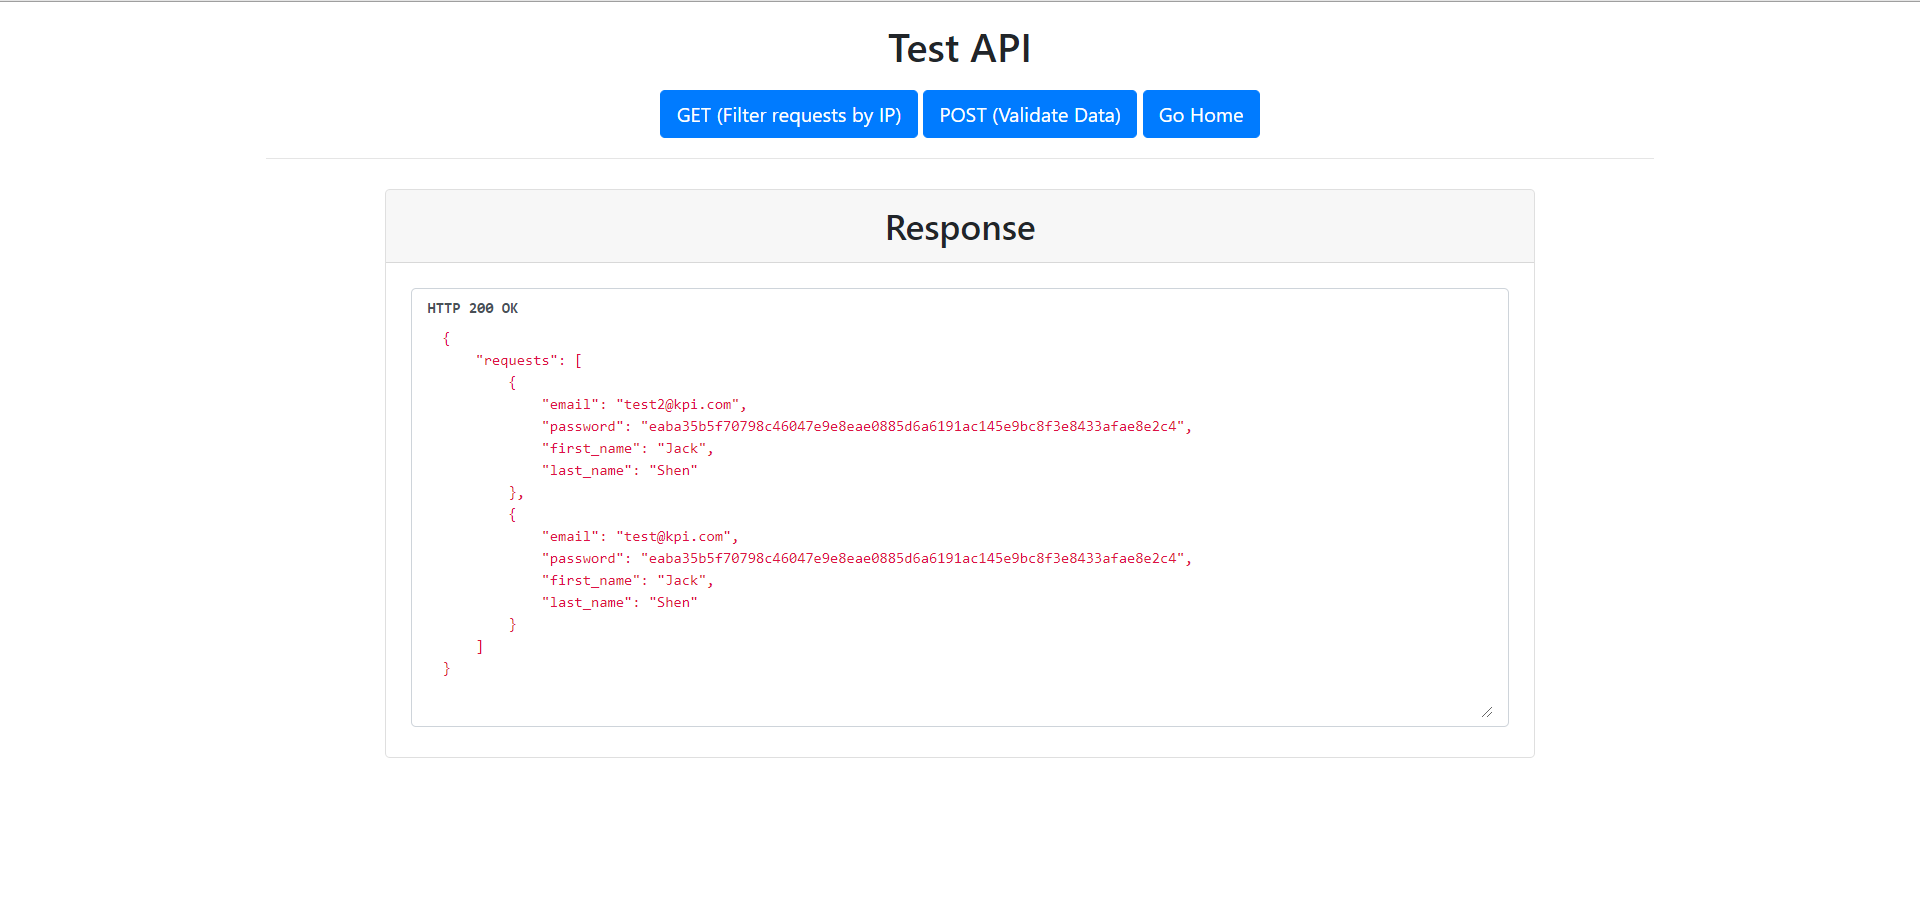 Test API
GET (Filter requests by IP) POST (Validate Data) Go Home
Response
HTTP 200 OK
{
"requests": [
{
"email": "test2@kpi.com",
"password": "eaba35b5f70798c46047e9e8eae0885d6a6191ac145e9bc8f3e8433afae8e2c4",
"first_name": "Jack",
"last_name": "Shen"
},
{
"email": "test@kpi.com",
"password": "eaba35b5f70798c46047e9e8eae0885d6a6191ac145e9bc8f3e8433afae8e2c4",
"first_name": "Jack",
"last_name": "Shen"
}
]
}